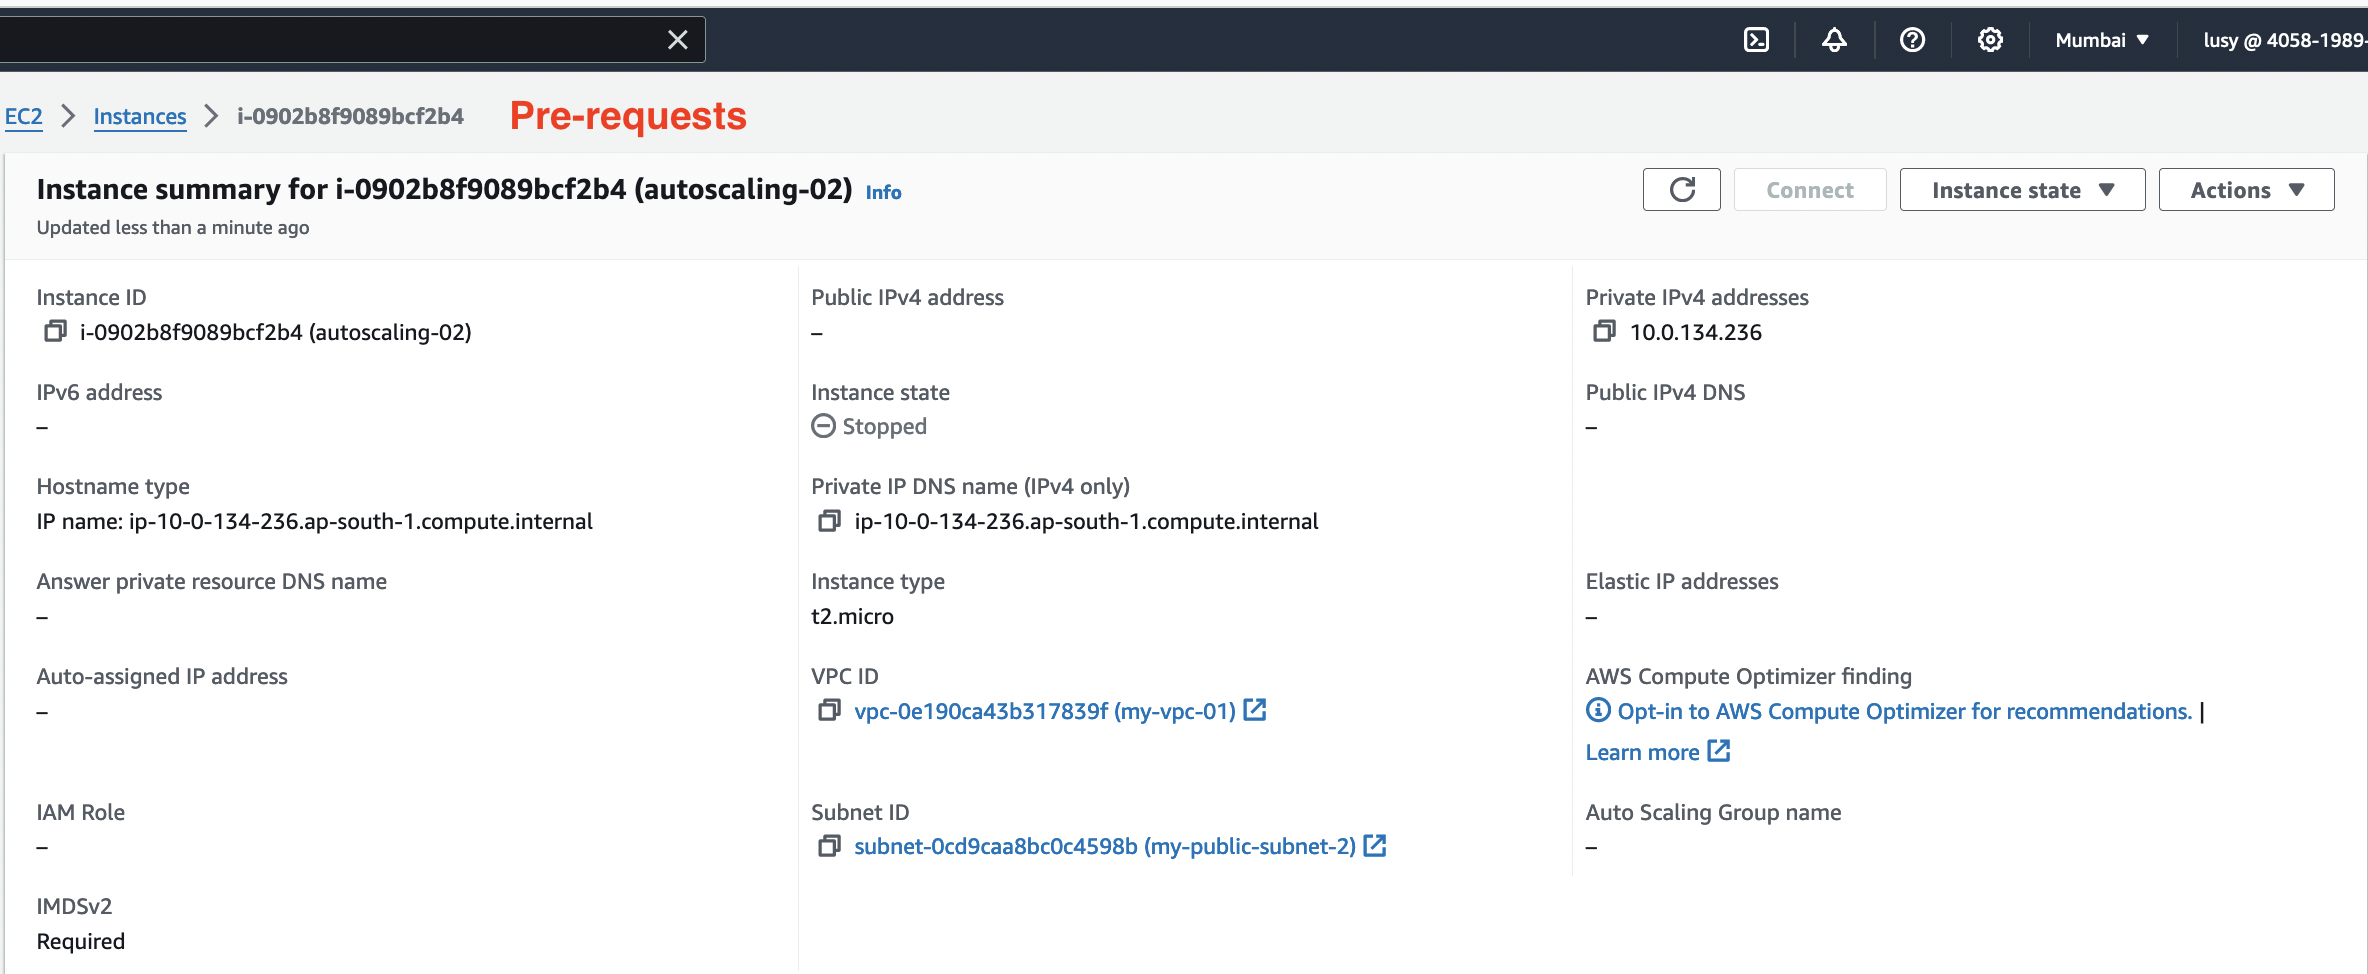 Mumbai
lusy @ 4058-1989-
EC2 > Instances > i-0902b8f9089bcf2b4 Pre-requests
Instance summary for i-0902b8f9089bcf2b4 (autoscaling-02) Info
Updated less than a minute ago
Connect
Instance state
Actions
Instance ID
i-0902b8f9089bcf2b4 (autoscaling-02)
Public IPv4 address
–
Private IPv4 addresses
10.0.134.236
IPv6 address
–
Instance state
Stopped
Public IPv4 DNS
–
Hostname type
IP name: ip-10-0-134-236.ap-south-1.compute.internal
Private IP DNS name (IPv4 only)
ip-10-0-134-236.ap-south-1.compute.internal
Answer private resource DNS name
–
Instance type
t2.micro
Elastic IP addresses
–
Auto-assigned IP address
–
VPC ID
vpc-0e190ca43b317839f (my-vpc-01)
AWS Compute Optimizer finding
Opt-in to AWS Compute Optimizer for recommendations. |
Learn more
IAM Role
–
Subnet ID
subnet-0cd9caa8bc0c4598b (my-public-subnet-2)
Auto Scaling Group name
–
IMDSv2
Required